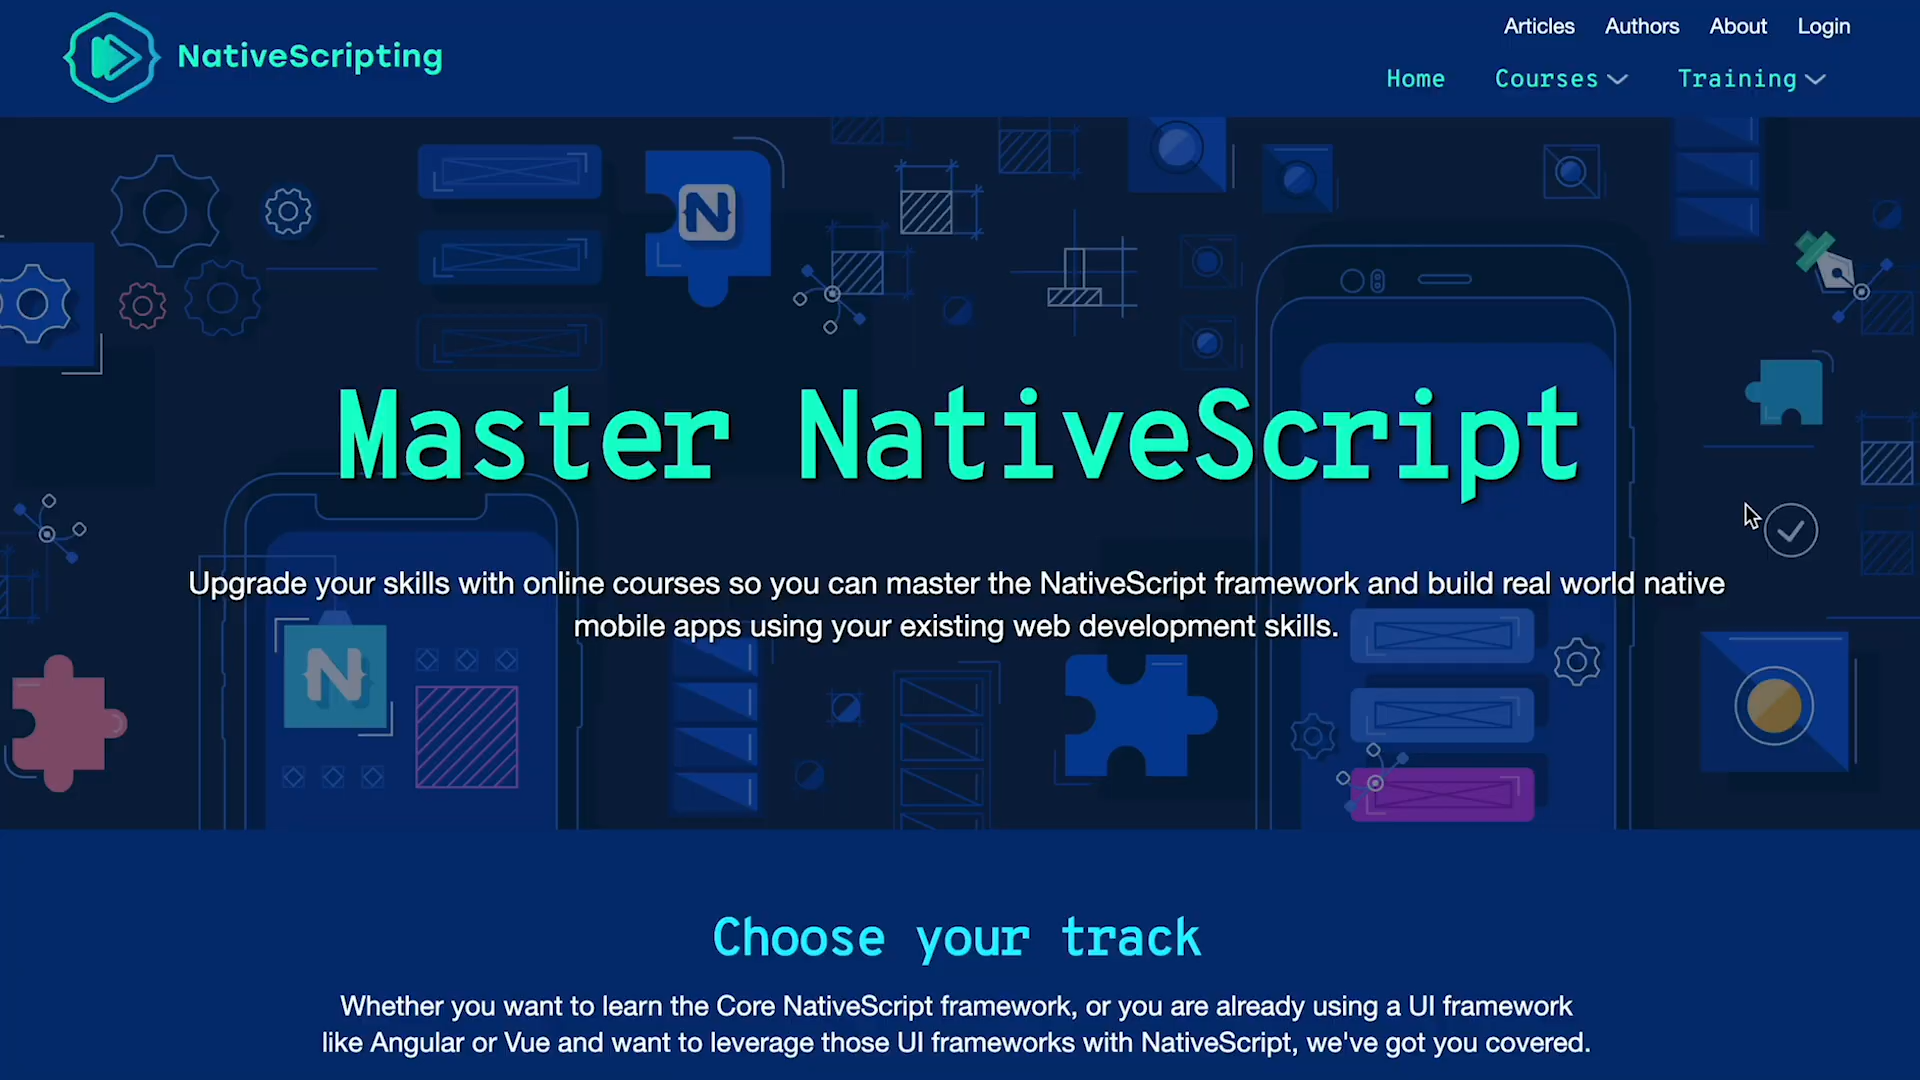 NativeScripting
Articles Authors About Login
Home Courses Training
N
Master NativeScript
Upgrade your skills with online courses so you can master the NativeScript framework and build real world native
mobile apps using your existing web development skills.
N
Choose your track
Whether you want to learn the Core NativeScript framework, or you are already using a UI framework
like Angular or Vue and want to leverage those UI frameworks with NativeScript, we've got you covered.